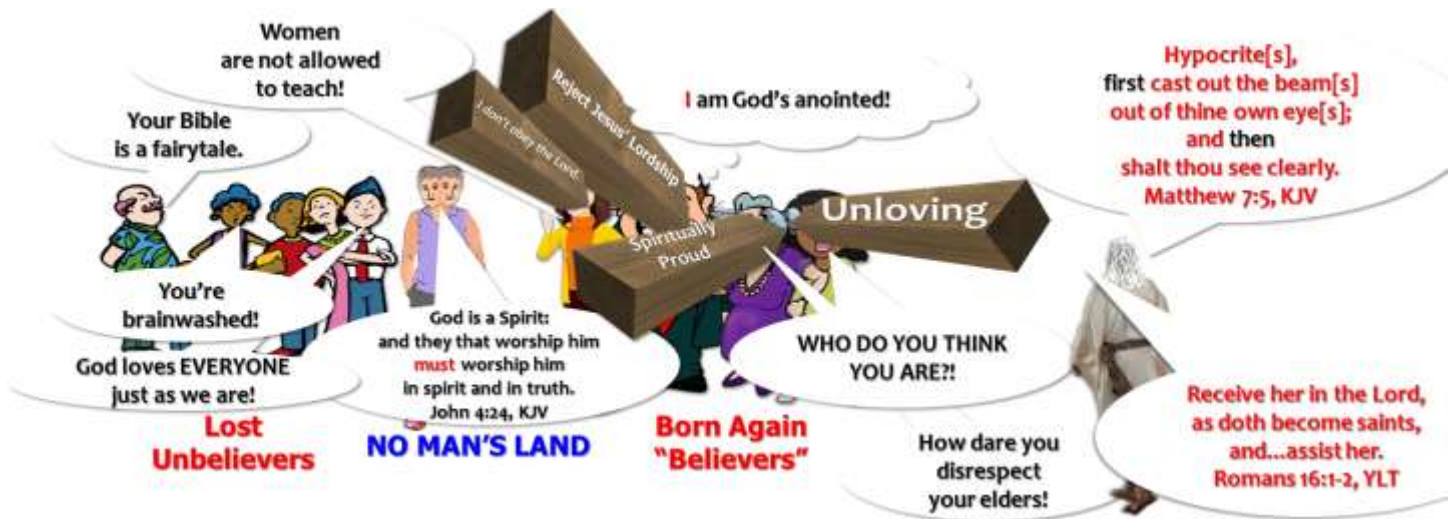 Women
are not allowed
to teach!
Your Bible
is a fairytale.
You're
brainwashed!
God loves EVERYONE
just as we are!
Lost
Unbelievers
God is a Spirit:
and they that worship him
must worship him
in spirit and in truth.
John 4:24, KJV
NO MAN'S LAND
I don't obey the Lord.
Reject Jesus' Lordship
Spiritually
Proud
Unloving
I am God's anointed!
Born Again
"Believers"
WHO DO YOU THINK
YOU ARE?!
How dare you
disrespect
your elders!
Hypocrite[s],
first cast out the beam[s]
out of thine own eye[s];
and then
shalt thou see clearly.
Matthew 7:5, KJV
Receive her in the Lord,
as doth become saints,
and...assist her.
Romans 16:1-2, YLT